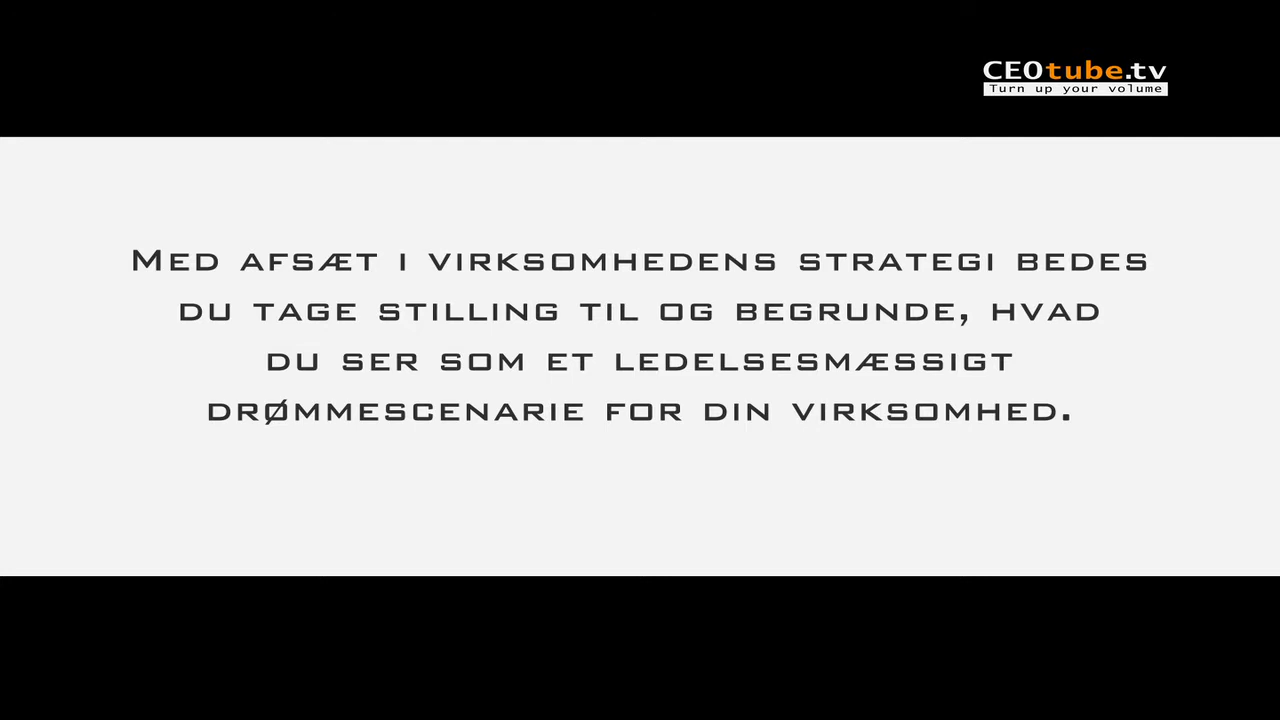 CEOtube.tv
Turn up your volume
Med afsæt i virksomhedens strategi bedes
du tage stilling til og begrunde, hvad
du ser som et ledelsesmæssigt
drømmescenarie for din virksomhed.